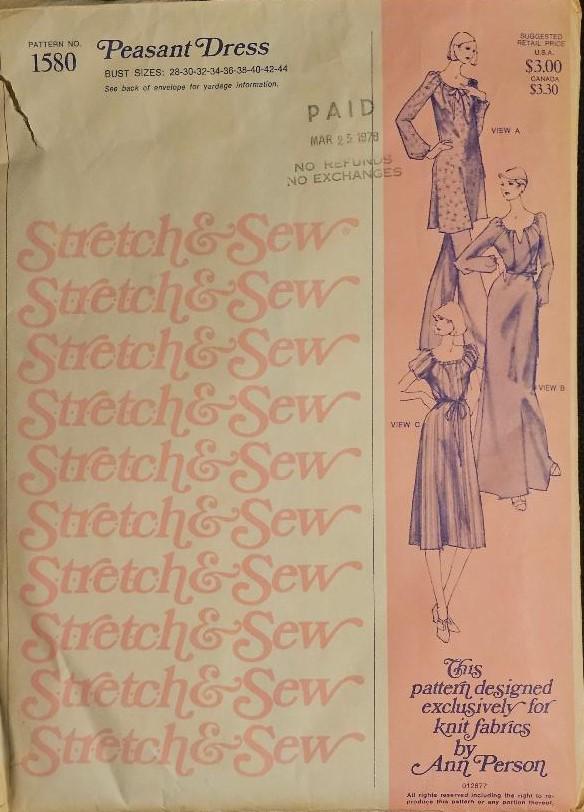 PATTERN NO.
1580
Peasant Dress
BUST SIZES: 28-30-32-34-36-38-40-42-44
See back of envelope for yardage information.
SUGGESTED
RETAIL PRICE
U.S.A.
$3.00
CANADA
$3.30
PAID
MAR 25 1978
NO REFUNDS
NO EXCHANGES
VIEW A
VIEW B
VIEW C
Stretch & Sew®
Stretch & Sew
Stretch & Sew
Stretch & Sew
Stretch & Sew
Stretch & Sew
Stretch & Sew
Stretch & Sew
Stretch & Sew
Stretch & Sew
This
pattern designed
exclusively for
knit fabrics
by
Ann Person
012677
All rights reserved including the right to re-
produce this pattern or any portion thereof.